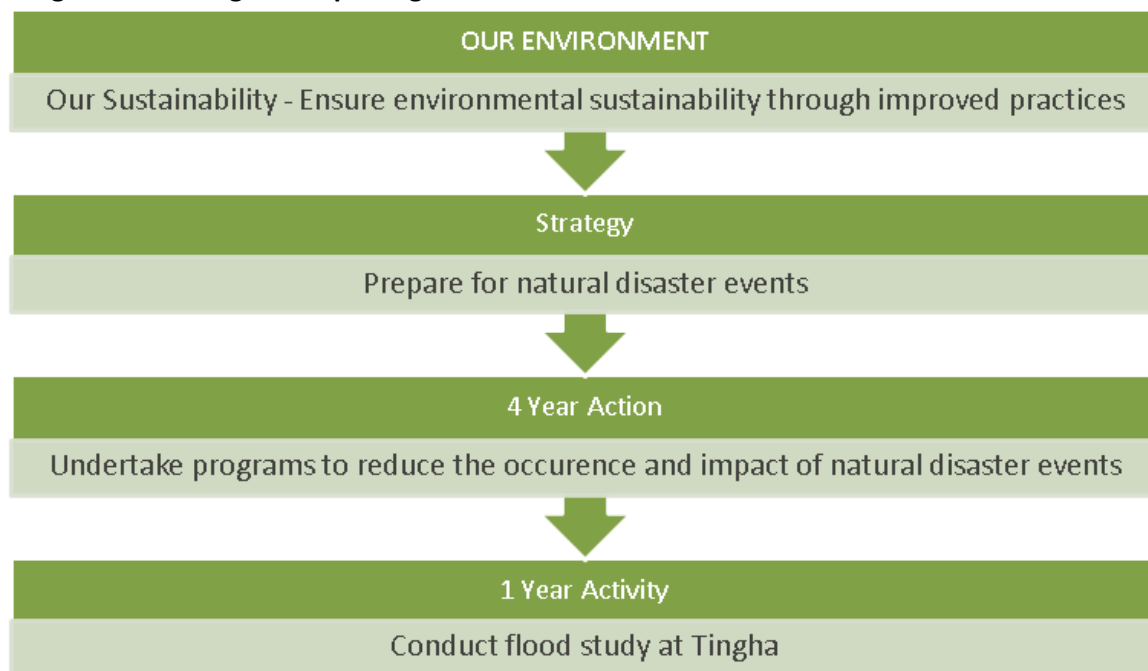 OUR ENVIRONMENT
Our Sustainability - Ensure environmental sustainability through improved practices
Strategy
Prepare for natural disaster events
4 Year Action
Undertake programs to reduce the occurence and impact of natural disaster events
1 Year Activity
Conduct flood study at Tingha